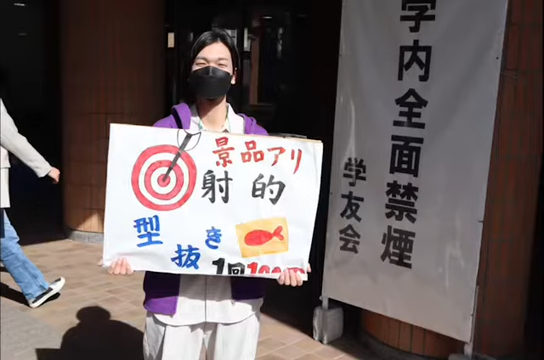 景品アリ
射的
型抜き
1回100円
学内全面禁煙
学友会